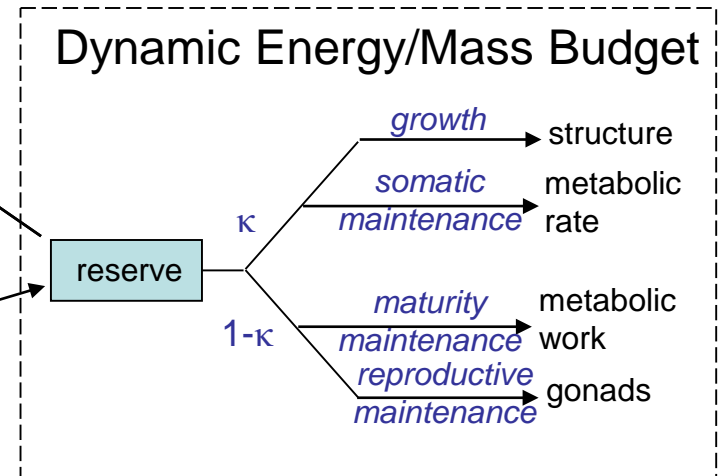 Dynamic Energy/Mass Budget
growth
structure
somatic
maintenance
metabolic
rate
κ
reserve
1-κ
maturity
maintenance
metabolic
work
reproductive
maintenance
gonads